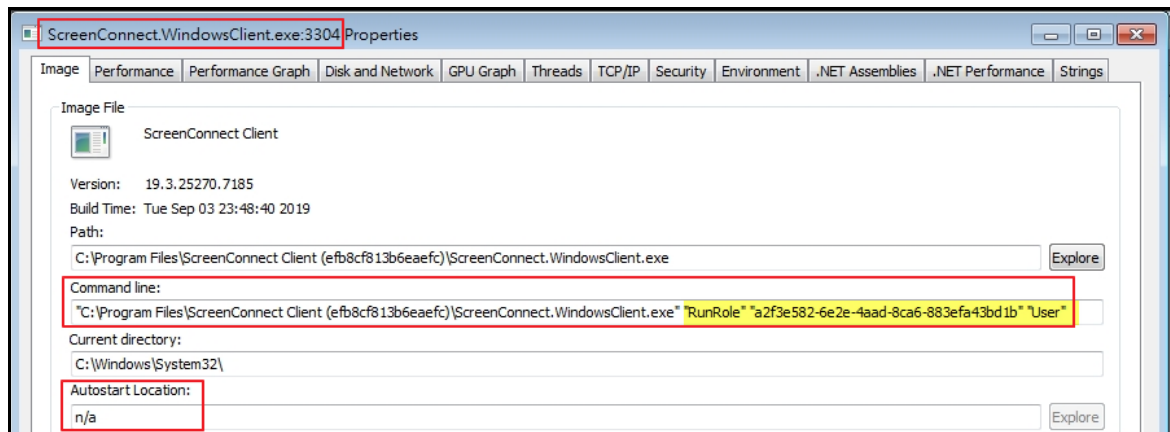 ScreenConnect.WindowsClient.exe:3304 Properties
Image Performance Performance Graph Disk and Network GPU Graph Threads TCP/IP Security Environment .NET Assemblies .NET Performance Strings
Image File
ScreenConnect Client
Version: 19.3.25270.7185
Build Time: Tue Sep 03 23:48:40 2019
Path:
C:\Program Files\ScreenConnect Client (efb8cf813b6eaefc)\ScreenConnect.WindowsClient.exe Explore
Command line:
"C:\Program Files\ScreenConnect Client (efb8cf813b6eaefc)\ScreenConnect.WindowsClient.exe" "RunRole" "a2f3e582-6e2e-4aad-8ca6-883efa43bd1b" "User"
Current directory:
C:\Windows\System32\
Autostart Location:
n/a Explore